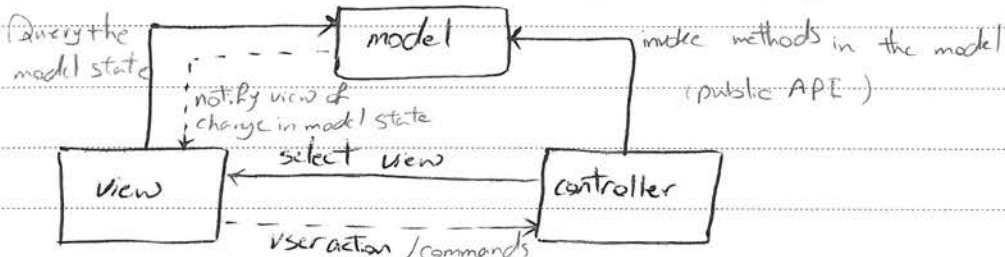 Query the
model state
model
invoke methods in the model
(public API)
notify view of
change in model state
select view
view
controller
user action / commands